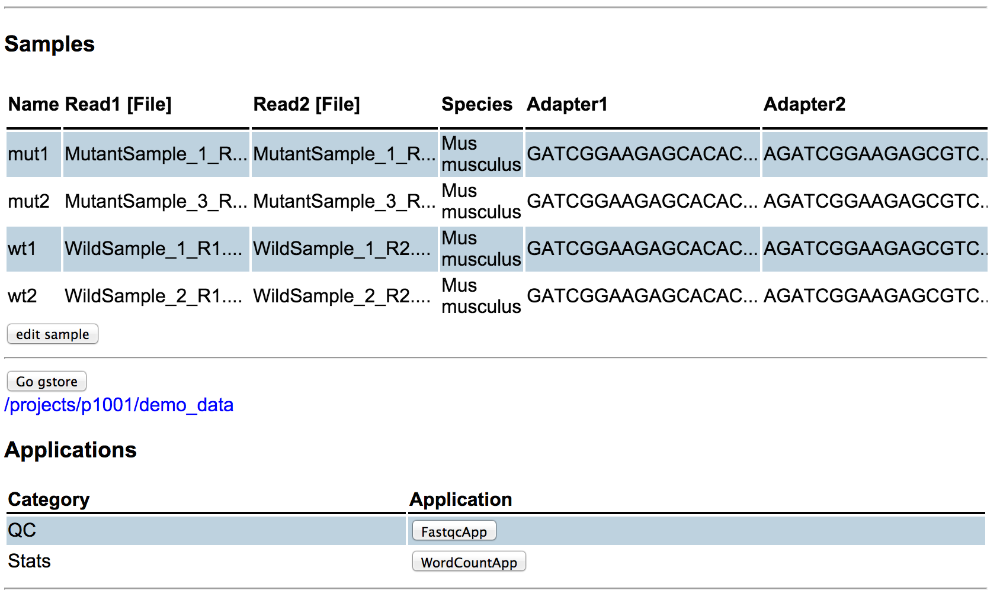 Samples
Name Read1 [File] Read2 [File] Species Adapter1 Adapter2
mut1 MutantSample_1_R... MutantSample_1_R... Mus musculus GATCGGAAGAGCACAC... AGATCGGAAGAGCGTC..
mut2 MutantSample_3_R... MutantSample_3_R... Mus musculus GATCGGAAGAGCACAC... AGATCGGAAGAGCGTC..
wt1 WildSample_1_R1.... WildSample_1_R2.... Mus musculus GATCGGAAGAGCACAC... AGATCGGAAGAGCGTC..
wt2 WildSample_2_R1.... WildSample_2_R2.... Mus musculus GATCGGAAGAGCACAC... AGATCGGAAGAGCGTC..
edit sample
Go gstore
/projects/p1001/demo_data
Applications
Category Application
QC FastqcApp
Stats WordCountApp